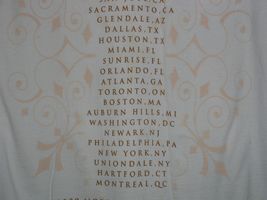 SACRAMENTO,CA
GLENDALE,AZ
DALLAS,TX
HOUSTON,TX
MIAMI,FL
SUNRISE,FL
ORLANDO,FL
ATLANTA,GA
TORONTO,ON
BOSTON,MA
AUBURN HILLS,MI
WASHINGTON,DC
NEWARK,NJ
PHILADELPHIA,PA
NEW YORK,NY
UNIONDALE,NY
HARTFORD,CT
MONTREAL,QC